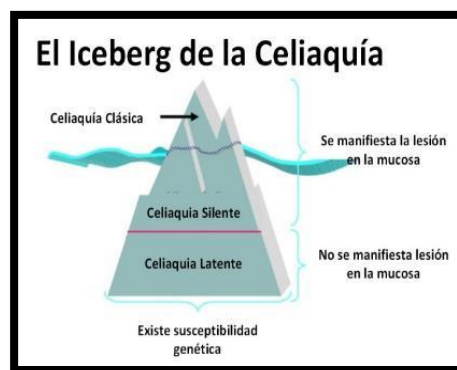 El Iceberg de la Celiaquía
Celiaquía Clásica
Se manifiesta la lesión
en la mucosa
Celiaquia Silente
Celiaquia Latente
No se manifiesta lesión
en la mucosa
Existe susceptibilidad
genética